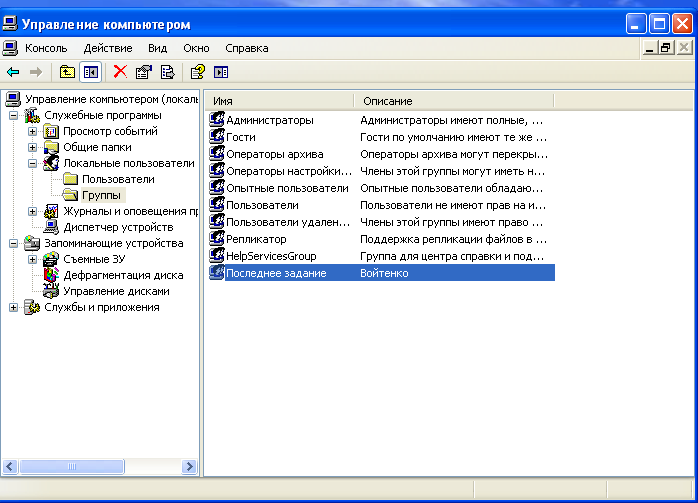 Управление компьютером
Консоль Действие Вид Окно Справка
Управление компьютером (локаль
Служебные программы
Просмотр событий
Общие папки
Локальные пользователи
Пользователи
Группы
Журналы и оповещения пр
Диспетчер устройств
Запоминающие устройства
Съемные ЗУ
Дефрагментация диска
Управление дисками
Службы и приложения
Имя Описание
Администраторы Администраторы имеют полные, ...
Гости Гости по умолчанию имеют те же ...
Операторы архива Операторы архива могут перекры...
Операторы настройки... Члены этой группы могут иметь н...
Опытные пользователи Опытные пользователи обладаю...
Пользователи Пользователи не имеют прав на и...
Пользователи удален... Члены этой группы имеют право ...
Репликатор Поддержка репликации файлов в ...
HelpServicesGroup Группа для центра справки и под...
Последнее задание Войтенко